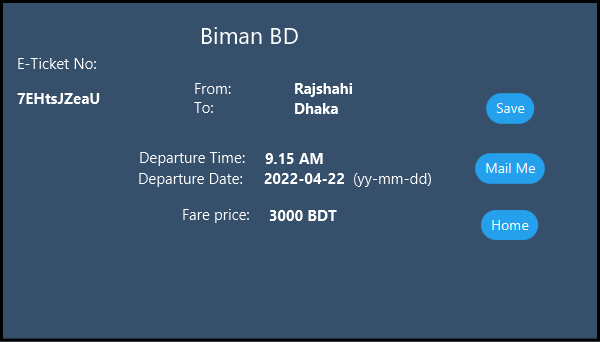 Biman BD
E-Ticket No:
7EHtsJZeaU
From: Rajshahi
To: Dhaka
Save
Departure Time: 9.15 AM
Mail Me
Departure Date: 2022-04-22 (yy-mm-dd)
Fare price: 3000 BDT
Home